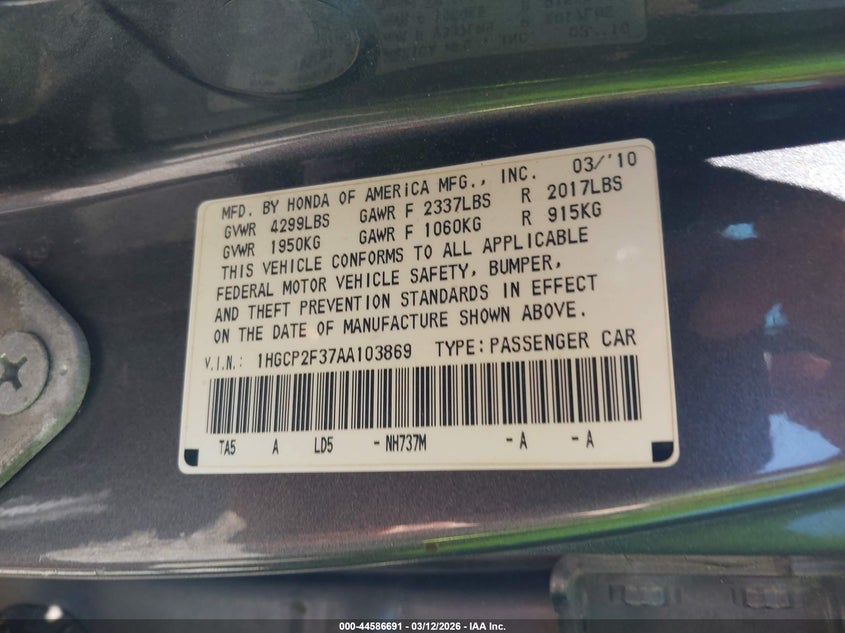 MFD. BY HONDA OF AMERICA MFG., INC. 03/'10
GVWR 4299LBS GAWR F 2337LBS R 2017LBS
GVWR 1950KG GAWR F 1060KG R 915KG
THIS VEHICLE CONFORMS TO ALL APPLICABLE
FEDERAL MOTOR VEHICLE SAFETY, BUMPER,
AND THEFT PREVENTION STANDARDS IN EFFECT
ON THE DATE OF MANUFACTURE SHOWN ABOVE.
V.I.N.: 1HGCP2F37AA103869 TYPE: PASSENGER CAR
TA5 A LD5 - NH737M - A - A
000-44586691 - 03/12/2026 - IAA Inc.